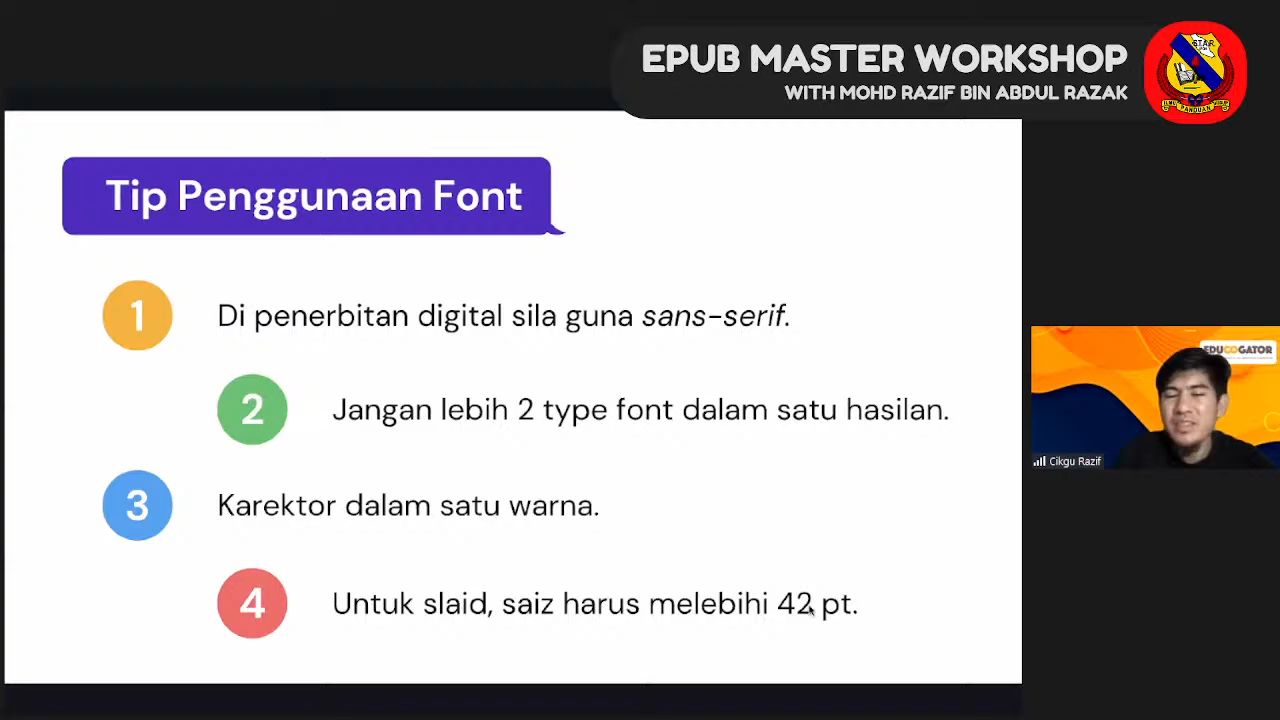 EPUB MASTER WORKSHOP
WITH MOHD RAZIF BIN ABDUL RAZAK
STAR
Tip Penggunaan Font
1 Di penerbitan digital sila guna sans-serif.
2 Jangan lebih 2 type font dalam satu hasilan.
3 Karektor dalam satu warna.
4 Untuk slaid, saiz harus melebihi 42 pt.
EDUCOGATOR
Cikgu Razif